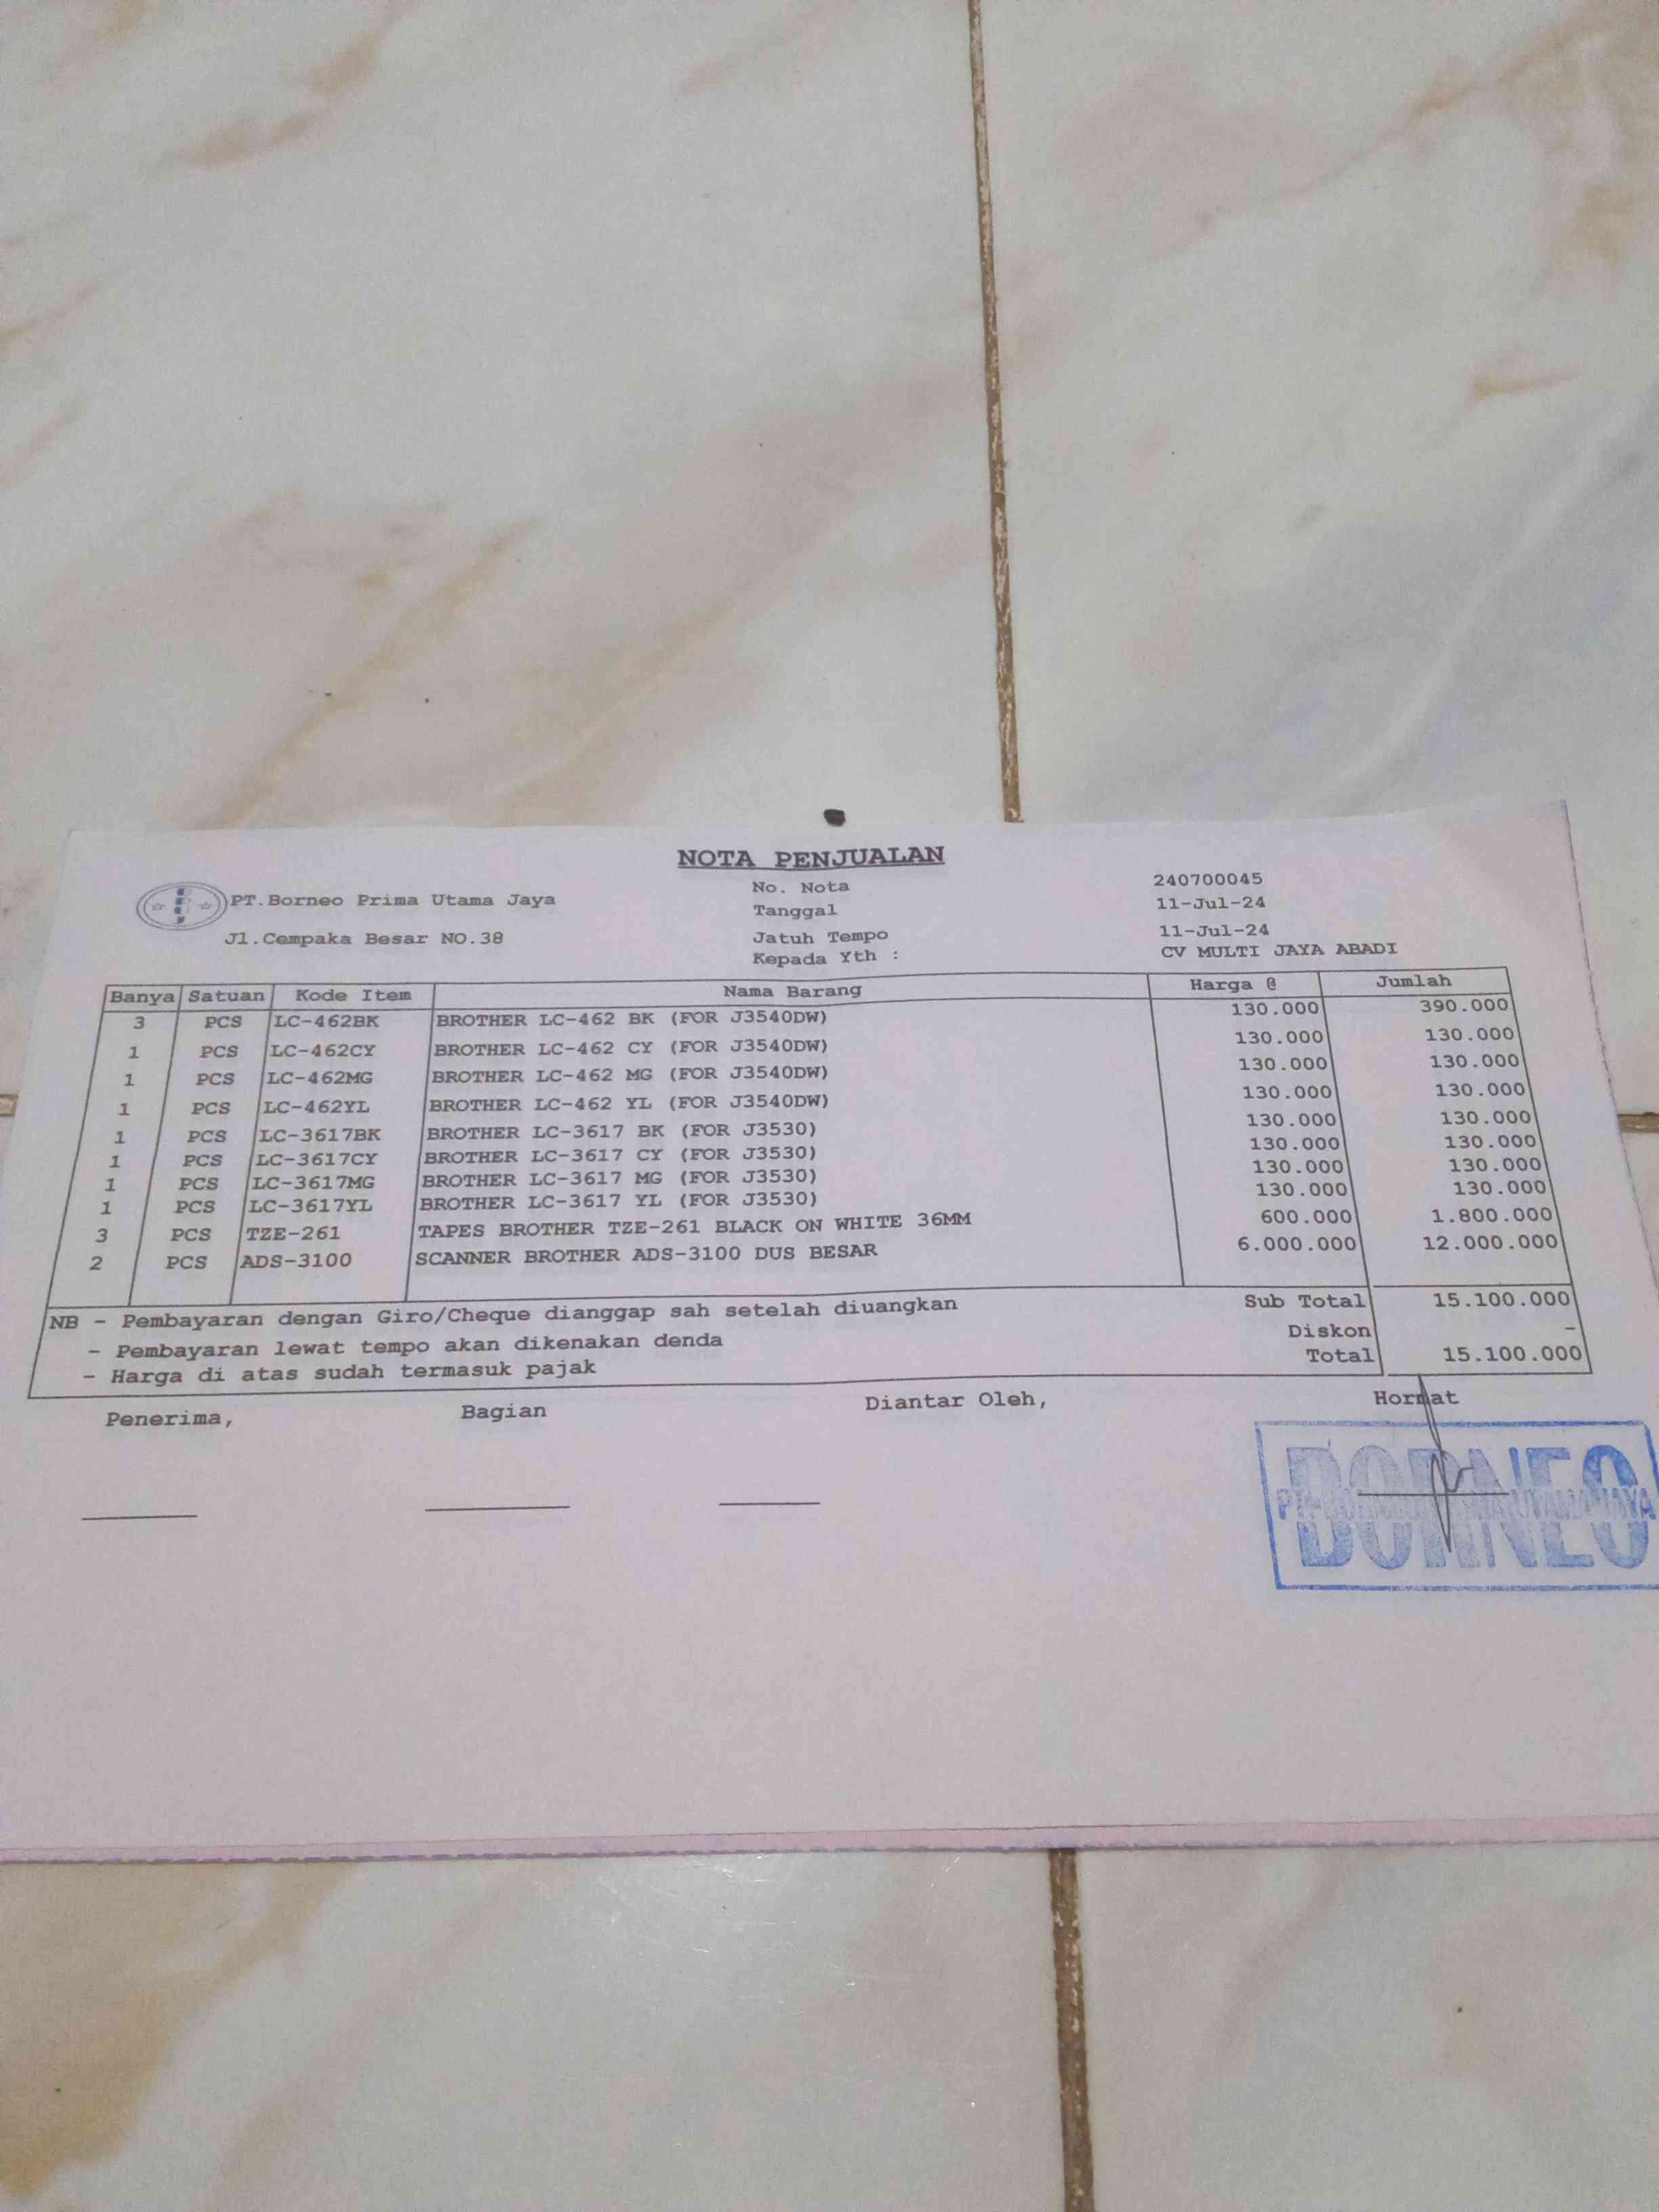 NOTA PENJUALAN
PT.Borneo Prima Utama Jaya
Jl.Cempaka Besar NO.38
No. Nota 240700045
Tanggal 11-Jul-24
Jatuh Tempo 11-Jul-24
Kepada Yth : CV MULTI JAYA ABADI
Banya Satuan Kode Item Nama Barang Harga @ Jumlah
3 PCS LC-462BK BROTHER LC-462 BK (FOR J3540DW) 130.000 390.000
1 PCS LC-462CY BROTHER LC-462 CY (FOR J3540DW) 130.000 130.000
1 PCS LC-462MG BROTHER LC-462 MG (FOR J3540DW) 130.000 130.000
1 PCS LC-462YL BROTHER LC-462 YL (FOR J3540DW) 130.000 130.000
1 PCS LC-3617BK BROTHER LC-3617 BK (FOR J3530) 130.000 130.000
1 PCS LC-3617CY BROTHER LC-3617 CY (FOR J3530) 130.000 130.000
1 PCS LC-3617MG BROTHER LC-3617 MG (FOR J3530) 130.000 130.000
1 PCS LC-3617YL BROTHER LC-3617 YL (FOR J3530) 130.000 130.000
3 PCS TZE-261 TAPES BROTHER TZE-261 BLACK ON WHITE 36MM 600.000 1.800.000
2 PCS ADS-3100 SCANNER BROTHER ADS-3100 DUS BESAR 6.000.000 12.000.000
NB - Pembayaran dengan Giro/Cheque dianggap sah setelah diuangkan Sub Total 15.100.000
- Pembayaran lewat tempo akan dikenakan denda Diskon -
- Harga di atas sudah termasuk pajak Total 15.100.000
Penerima, Bagian Diantar Oleh, Hormat
BORNEO